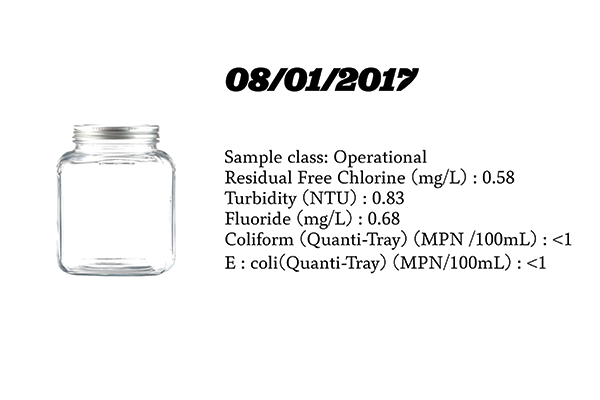 08/01/2017
Sample class: Operational
Residual Free Chlorine (mg/L) : 0.58
Turbidity (NTU) : 0.83
Fluoride (mg/L) : 0.68
Coliform (Quanti-Tray) (MPN /100mL) : <1
E : coli(Quanti-Tray) (MPN/100mL) : <1